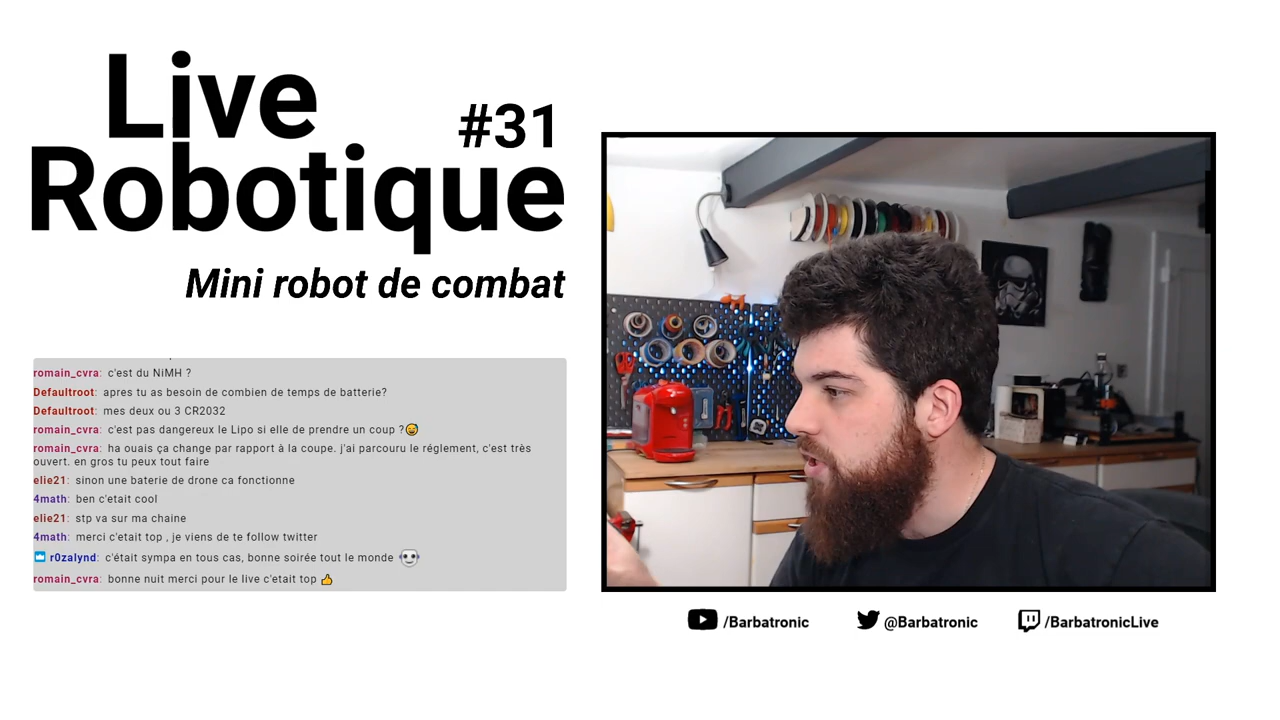 Live
Robotique
#31
Mini robot de combat
romain_cvra: c'est du NiMH ?
Defaultroot: apres tu as besoin de combien de temps de batterie?
Defaultroot: mes deux ou 3 CR2032
romain_cvra: c'est pas dangereux le Lipo si elle de prendre un coup ?😅
romain_cvra: ha ouais ça change par rapport à la coupe. j'ai parcouru le réglement, c'est très
ouvert. en gros tu peux tout faire
elie21: sinon une baterie de drone ca fonctionne
4math: ben c'etait cool
elie21: stp va sur ma chaine
4math: merci c'etait top , je viens de te follow twitter
r0zalynd: c'était sympa en tous cas, bonne soirée tout le monde
romain_cvra: bonne nuit merci pour le live c'etait top 👍
/Barbatronic
@Barbatronic
/BarbatronicLive